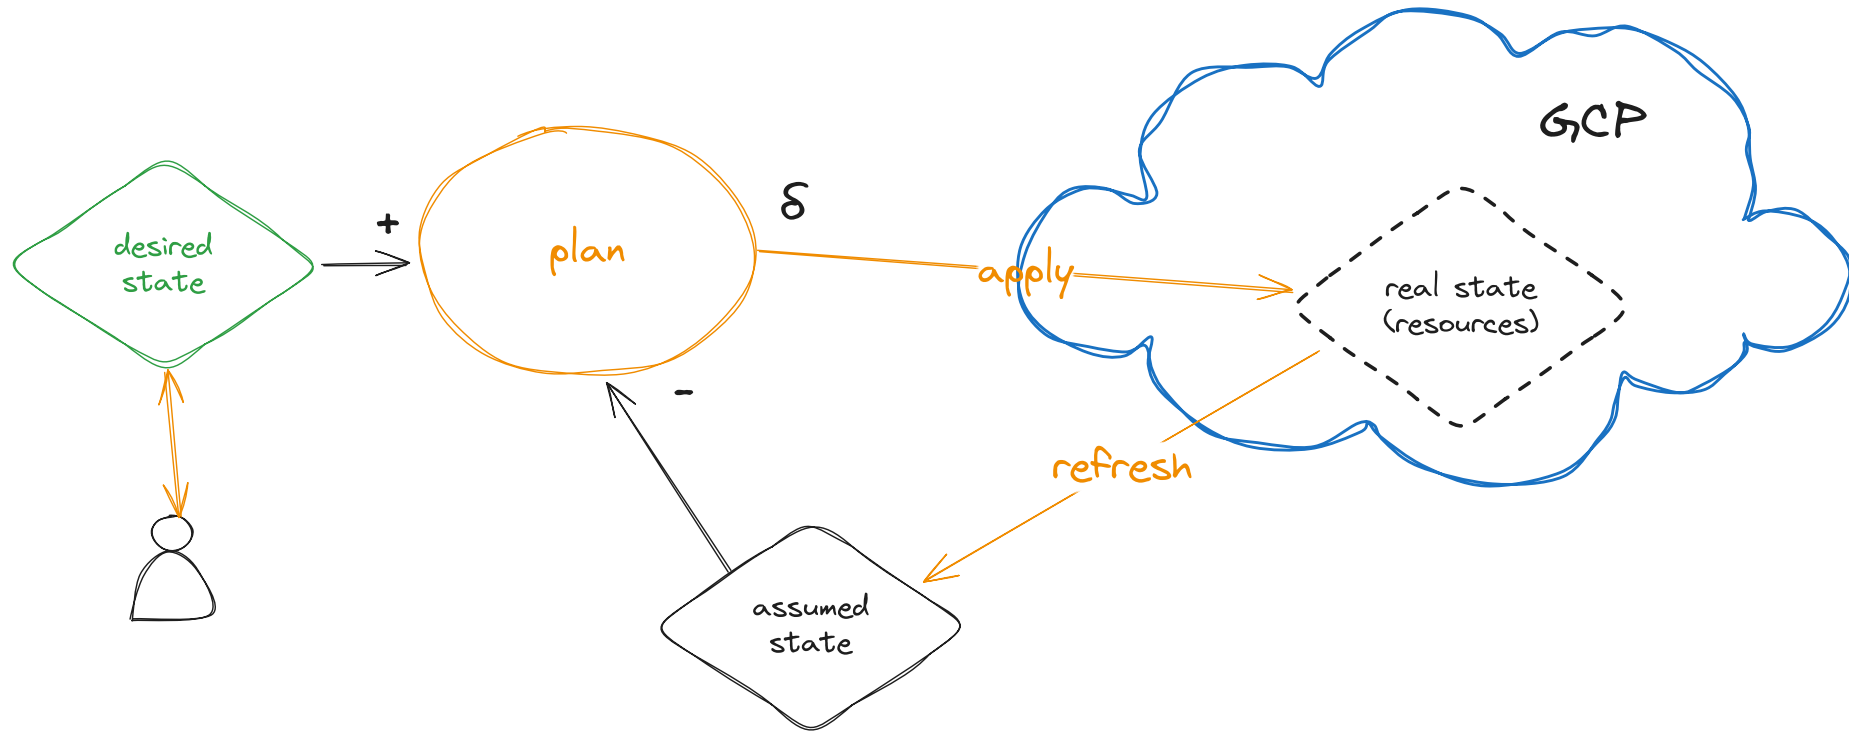 GCP
+
δ
desired
state
plan
apply
real state
(resources)
-
refresh
assumed
state